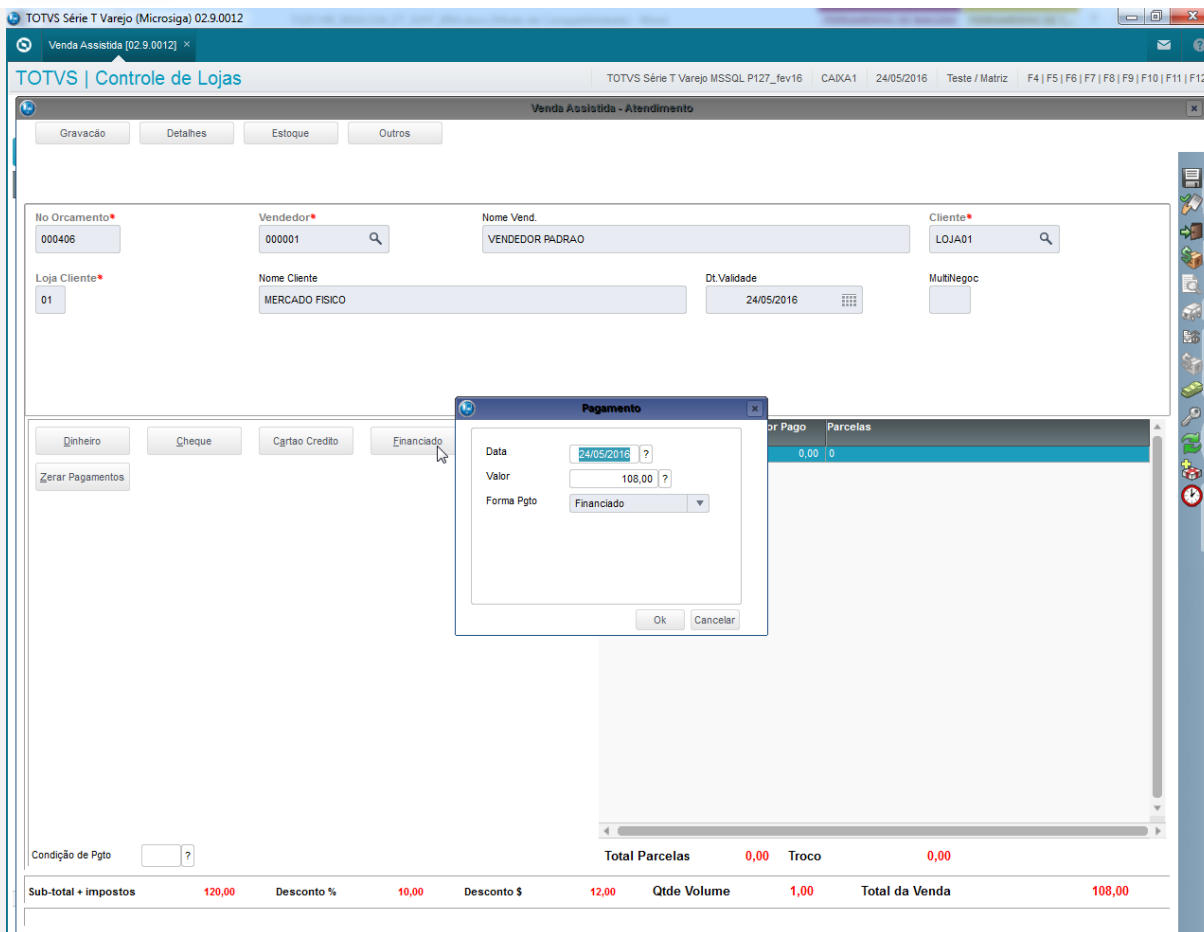 TOTVS Série T Varejo (Microsiga) 02.9.0012
Venda Assistida [02.9.0012] ×
TOTVS | Controle de Lojas
TOTVS Série T Varejo MSSQL P127_fev16 CAIXA1 24/05/2016 Teste / Matriz F4 | F5 | F6 | F7 | F8 | F9 | F10 | F11 | F12
Venda Assistida - Atendimento
Gravacão Detalhes Estoque Outros
No Orcamento* Vendedor* Nome Vend. Cliente*
000406 000001 VENDEDOR PADRAO LOJA01
Loja Cliente* Nome Cliente Dt.Validade MultiNegoc
01 MERCADO FISICO 24/05/2016
Dinheiro Cheque Cartao Credito Financiado
Zerar Pagamentos
Pagamento
Data 24/05/2016 ?
Valor 108,00 ?
Forma Pgto Financiado
Ok Cancelar
or Pago Parcelas
0,00 0
Condição de Pgto ?
Total Parcelas 0,00 Troco 0,00
Sub-total + impostos 120,00 Desconto % 10,00 Desconto $ 12,00 Qtde Volume 1,00 Total da Venda 108,00